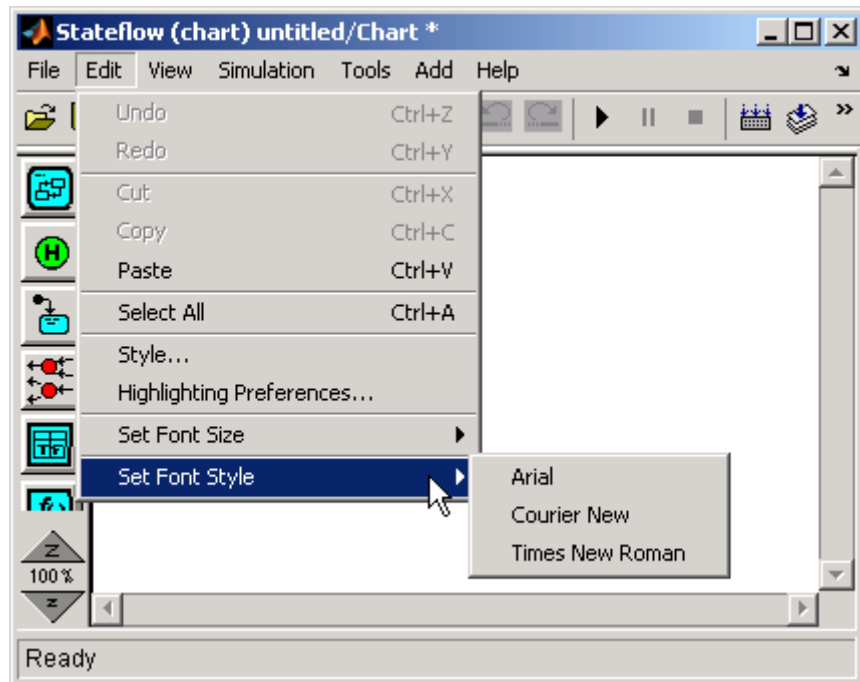 Stateflow (chart) untitled/Chart *
File Edit View Simulation Tools Add Help
Undo Ctrl+Z
Redo Ctrl+Y
Cut Ctrl+X
Copy Ctrl+C
Paste Ctrl+V
Select All Ctrl+A
Style...
Highlighting Preferences...
Set Font Size
Set Font Style
Arial
Courier New
Times New Roman
H
Z
100%
z
Ready